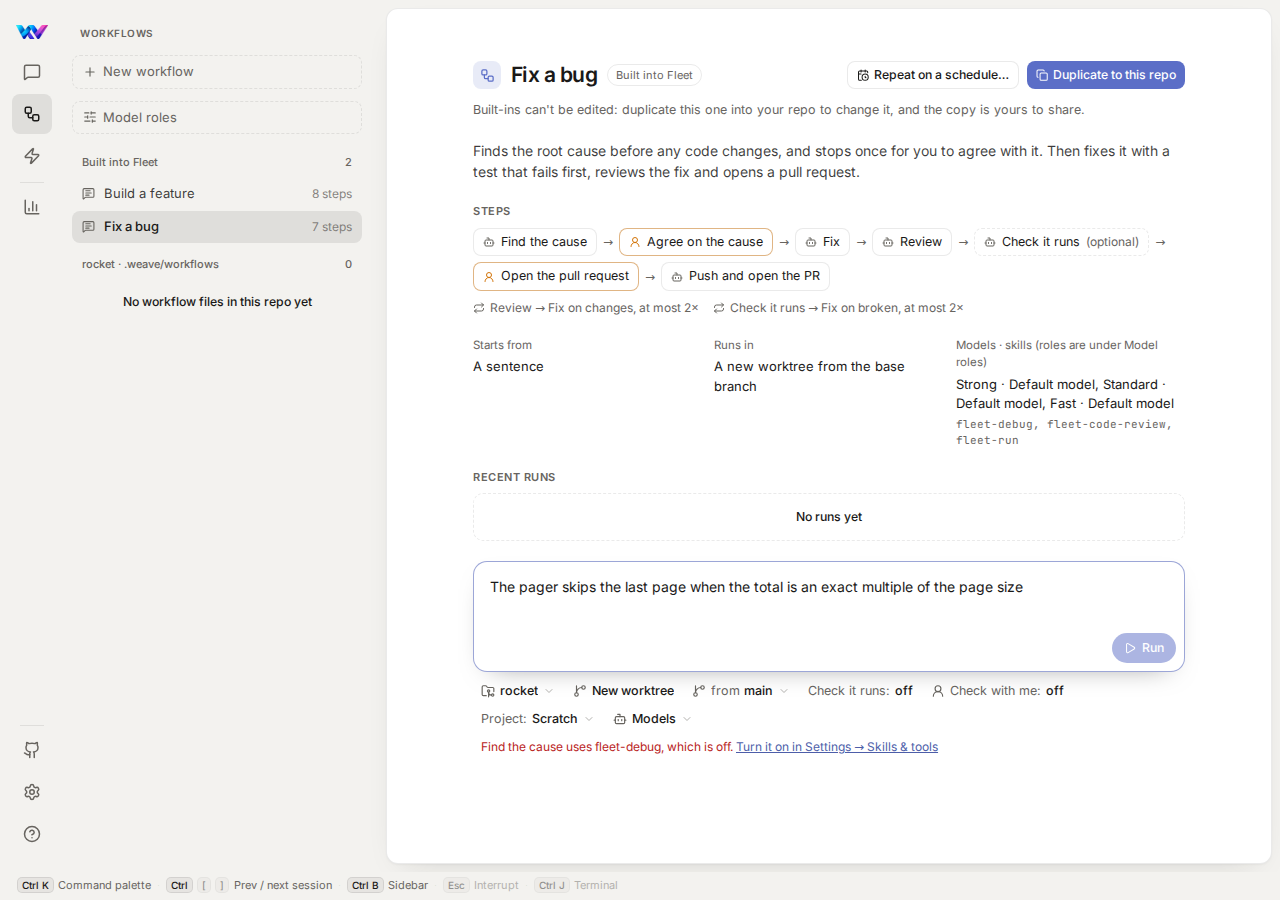 WORKFLOWS
New workflow
Model roles
Built into Fleet 2
Build a feature 8 steps
Fix a bug 7 steps
rocket · .weave/workflows 0
No workflow files in this repo yet
Fix a bug Built into Fleet Repeat on a schedule... Duplicate to this repo
Built-ins can't be edited: duplicate this one into your repo to change it, and the copy is yours to share.
Finds the root cause before any code changes, and stops once for you to agree with it. Then fixes it with a
test that fails first, reviews the fix and opens a pull request.
STEPS
Find the cause → Agree on the cause → Fix → Review → Check it runs (optional) →
Open the pull request → Push and open the PR
Review → Fix on changes, at most 2× Check it runs → Fix on broken, at most 2×
Starts from
A sentence
Runs in
A new worktree from the base
branch
Models · skills (roles are under Model
roles)
Strong · Default model, Standard ·
Default model, Fast · Default model
fleet-debug, fleet-code-review,
fleet-run
RECENT RUNS
No runs yet
The pager skips the last page when the total is an exact multiple of the page size
Run
rocket New worktree from main Check it runs: off Check with me: off
Project: Scratch Models
Find the cause uses fleet-debug, which is off. Turn it on in Settings → Skills & tools
Ctrl K Command palette Ctrl [ ] Prev / next session Ctrl B Sidebar Esc Interrupt Ctrl J Terminal